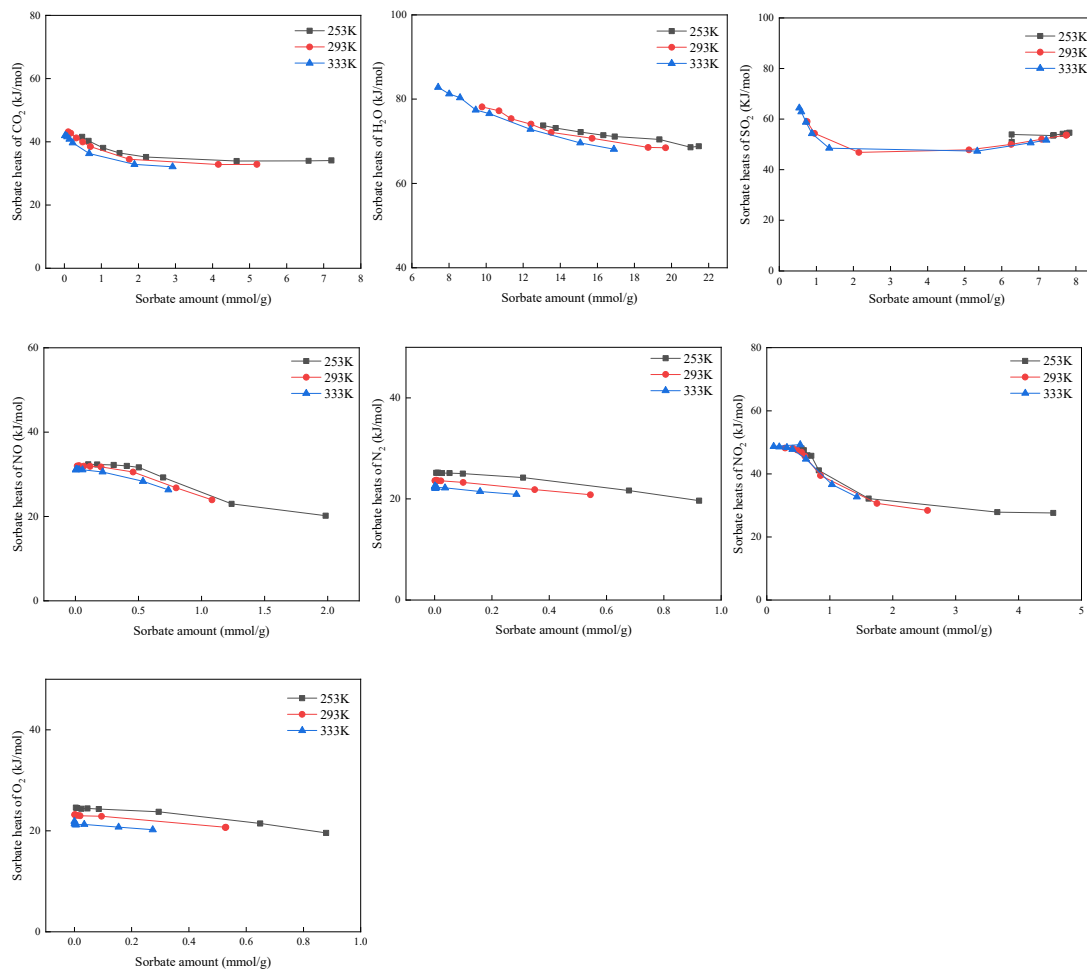 Sorbate heats of CO₂ (kJ/mol)
80
60
40
20
0
0 1 2 3 4 5 6 7 8
Sorbate amount (mmol/g)
253K
293K
333K
Sorbate heats of H₂O (kJ/mol)
100
80
60
40
6 8 10 12 14 16 18 20 22
Sorbate amount (mmol/g)
253K
293K
333K
Sorbate heats of SO₂ (KJ/mol)
100
80
60
40
20
0
0 1 2 3 4 5 6 7 8
Sorbate amount (mmol/g)
253K
293K
333K
Sorbate heats of NO (kJ/mol)
60
40
20
0
0.0 0.5 1.0 1.5 2.0
Sorbate amount (mmol/g)
253K
293K
333K
Sorbate heats of N₂ (kJ/mol)
40
20
0
0.0 0.2 0.4 0.6 0.8 1.0
Sorbate amount (mmol/g)
253K
293K
333K
Sorbate heats of NO₂ (kJ/mol)
80
60
40
20
0
0 1 2 3 4 5
Sorbate amount (mmol/g)
253K
293K
333K
Sorbate heats of O₂ (kJ/mol)
40
20
0
0.0 0.2 0.4 0.6 0.8 1.0
Sorbate amount (mmol/g)
253K
293K
333K